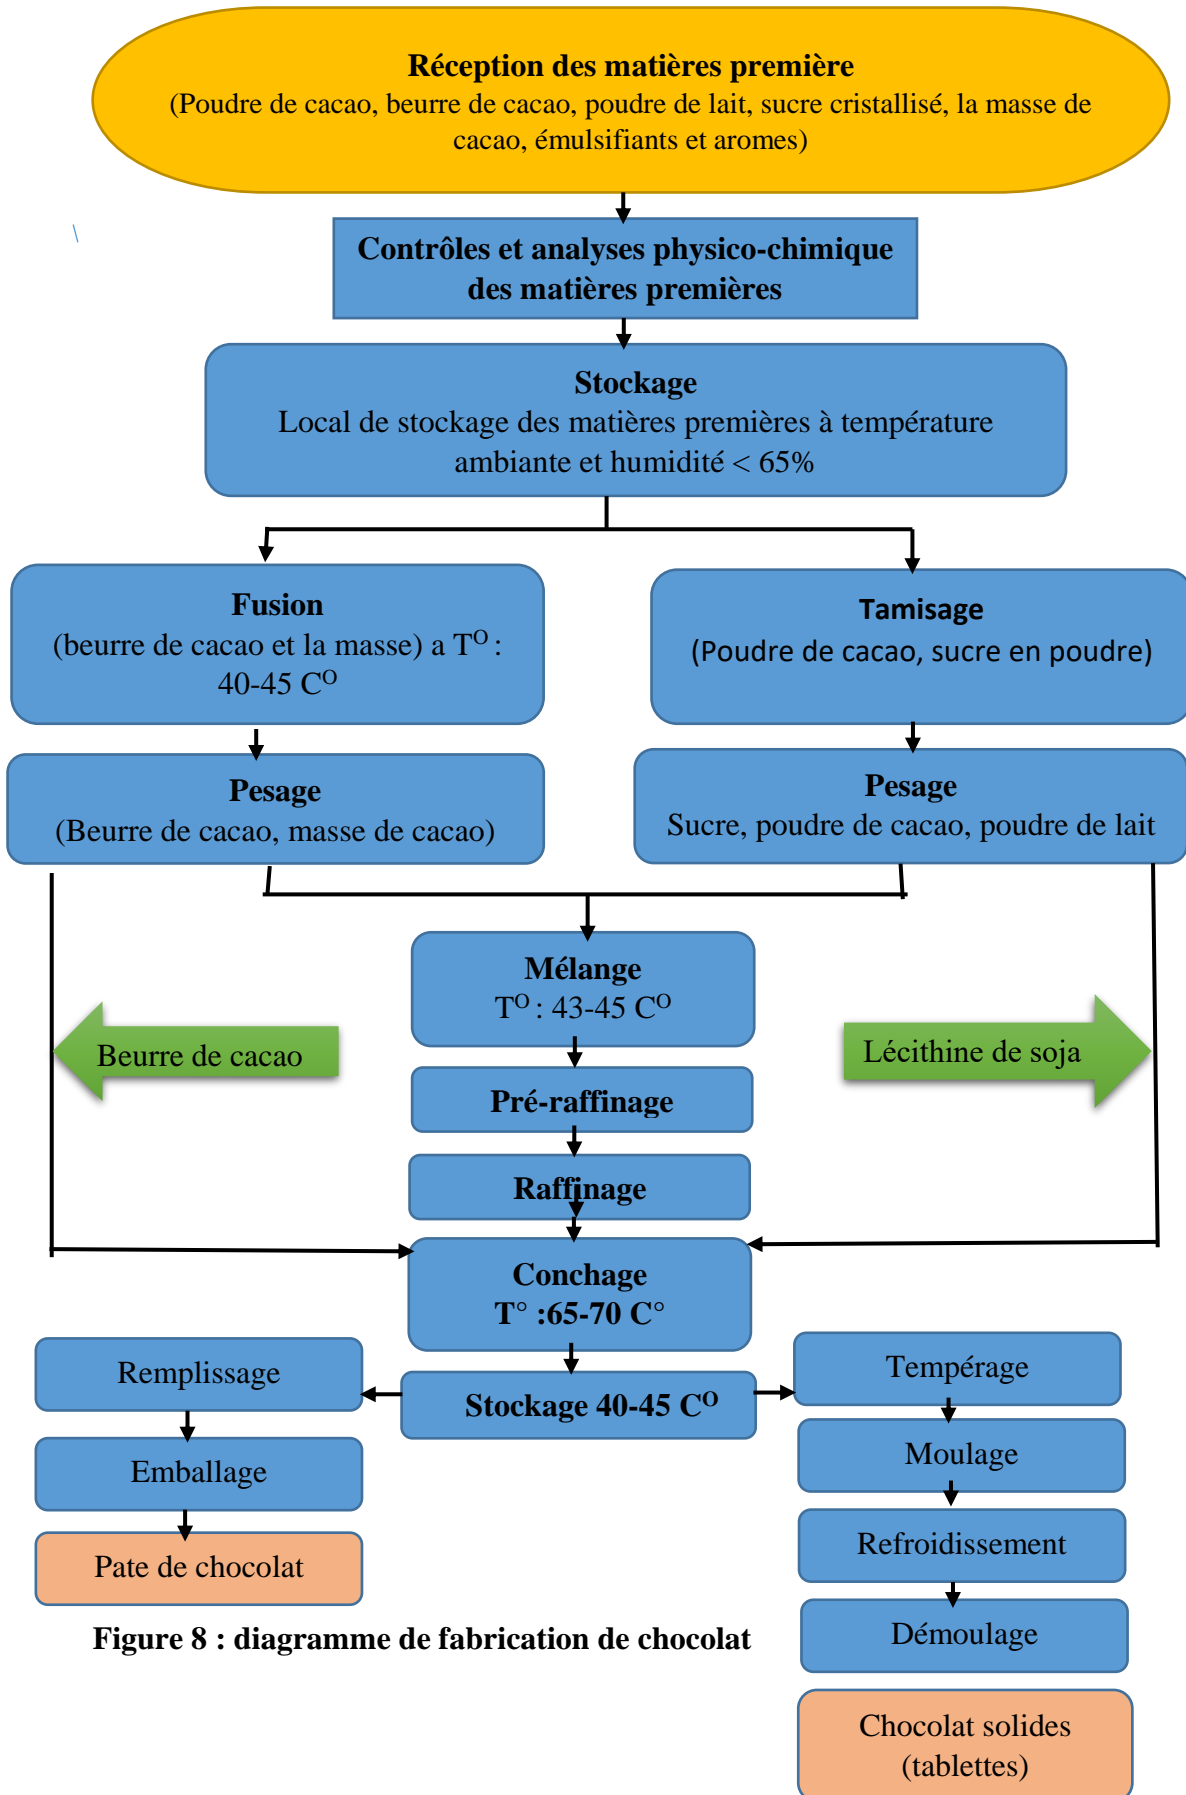 Réception des matières première
(Poudre de cacao, beurre de cacao, poudre de lait, sucre cristallisé, la masse de
cacao, émulsifiants et aromes)
\
Contrôles et analyses physico-chimique
des matières premières
Stockage
Local de stockage des matières premières à température
ambiante et humidité < 65%
Fusion
(beurre de cacao et la masse) a T^O :
40-45 C^O
Tamisage
(Poudre de cacao, sucre en poudre)
Pesage
(Beurre de cacao, masse de cacao)
Pesage
Sucre, poudre de cacao, poudre de lait
Mélange
T^O : 43-45 C^O
Beurre de cacao
Lécithine de soja
Pré-raffinage
Raffinage
Conchage
T° :65-70 C°
Stockage 40-45 C^O
Remplissage
Emballage
Pate de chocolat
Tempérage
Moulage
Refroidissement
Démoulage
Chocolat solides
(tablettes)
Figure 8 : diagramme de fabrication de chocolat